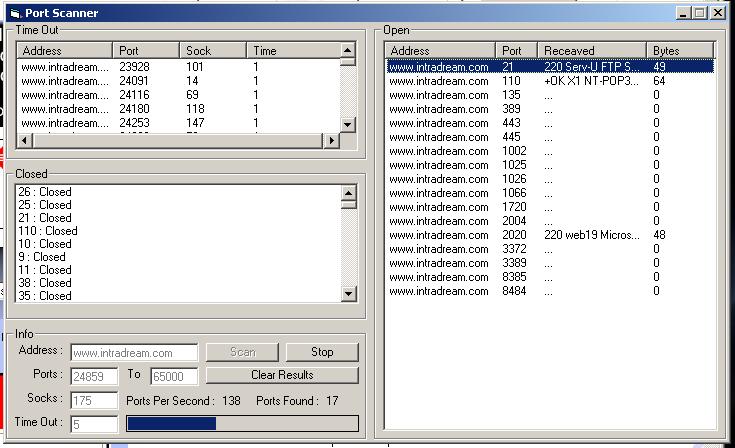 Port Scanner
Time Out
Address Port Sock Time
www.intradream.... 23928 101 1
www.intradream.... 24091 14 1
www.intradream.... 24116 69 1
www.intradream.... 24180 118 1
www.intradream.... 24253 147 1
Closed
26 : Closed
25 : Closed
21 : Closed
110 : Closed
10 : Closed
9 : Closed
11 : Closed
38 : Closed
35 : Closed
Info
Address : www.intradream.com Scan Stop
Ports : 24859 To 65000 Clear Results
Socks : 175 Ports Per Second : 138 Ports Found : 17
Time Out : 5
Open
Address Port Receaved Bytes
www.intradream.com 21 220 Serv-U FTP S... 49
www.intradream.com 110 +OK X1 NT-POP3... 64
www.intradream.com 135 ... 0
www.intradream.com 389 ... 0
www.intradream.com 443 ... 0
www.intradream.com 445 ... 0
www.intradream.com 1002 ... 0
www.intradream.com 1025 ... 0
www.intradream.com 1026 ... 0
www.intradream.com 1066 ... 0
www.intradream.com 1720 ... 0
www.intradream.com 2004 ... 0
www.intradream.com 2020 220 web19 Micros... 48
www.intradream.com 3372 ... 0
www.intradream.com 3389 ... 0
www.intradream.com 8385 ... 0
www.intradream.com 8484 ... 0